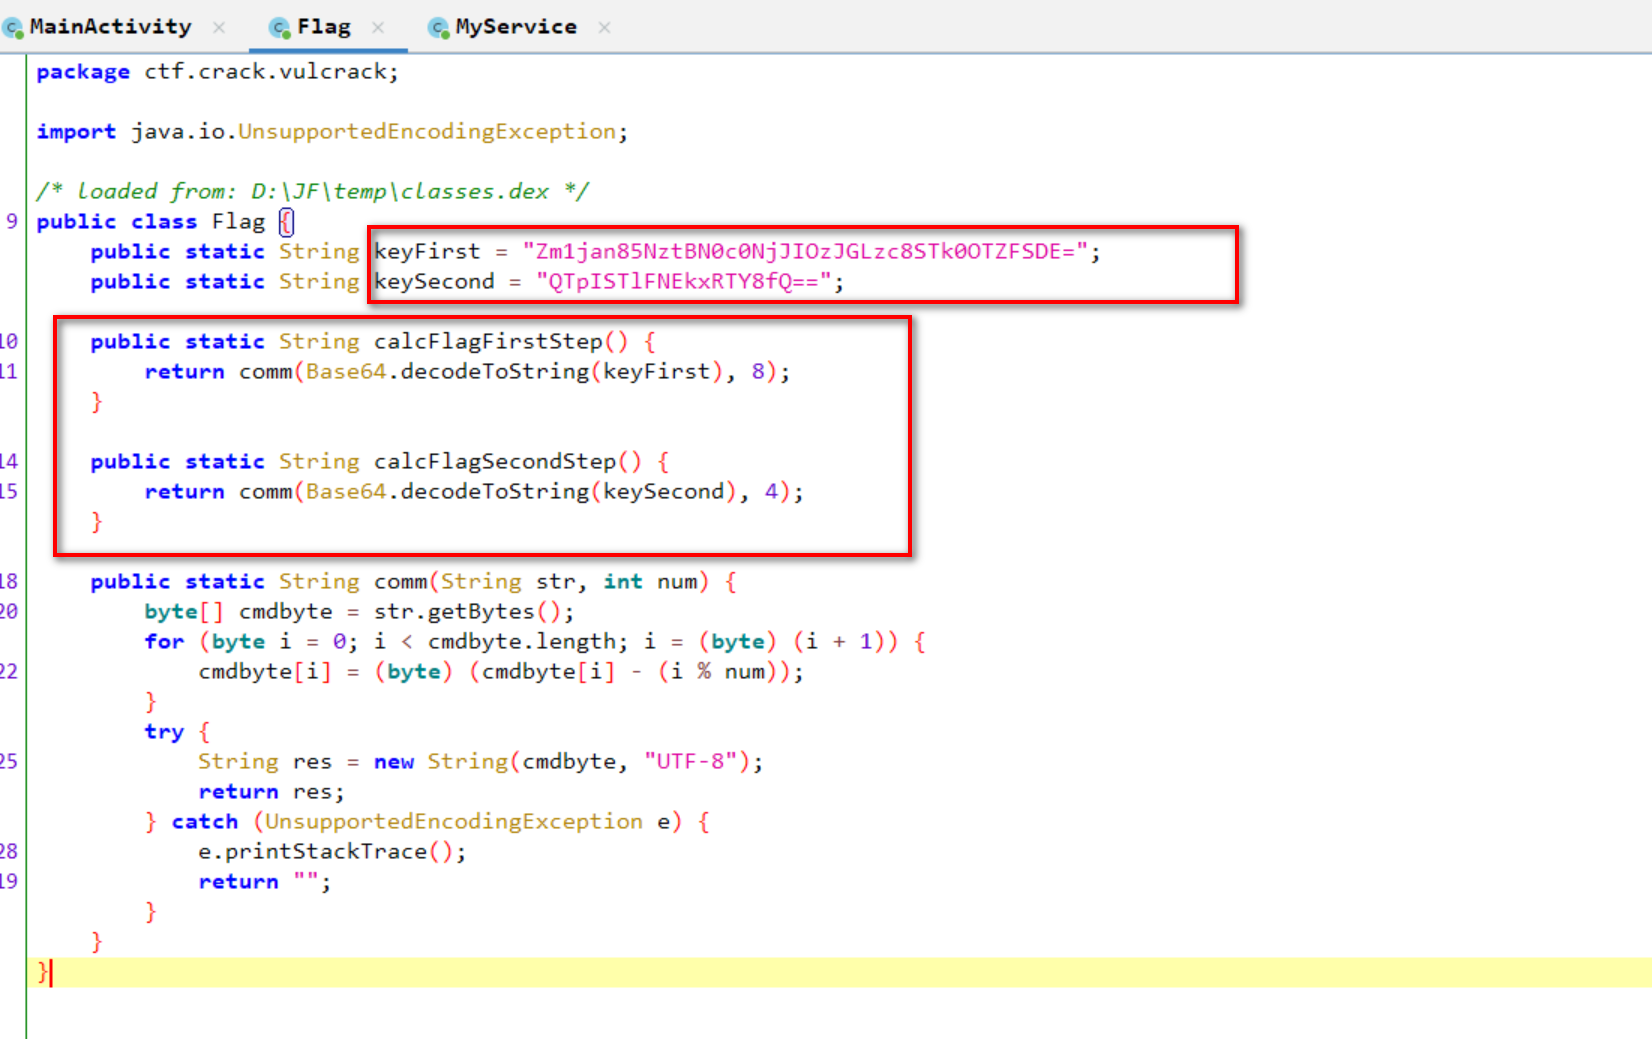 MainActivity × Flag × MyService ×
package ctf.crack.vulcrack;
import java.io.UnsupportedEncodingException;
/* loaded from: D:\JF\temp\classes.dex */
9 public class Flag {
public static String keyFirst = "Zm1jan85NztBN0c0NjJIOzJGLzc8STk0OTZFSDE=";
public static String keySecond = "QTpISTlFNEkxRTY8fQ==";
10 public static String calcFlagFirstStep() {
11 return comm(Base64.decodeToString(keyFirst), 8);
}
14 public static String calcFlagSecondStep() {
15 return comm(Base64.decodeToString(keySecond), 4);
}
18 public static String comm(String str, int num) {
20 byte[] cmdbyte = str.getBytes();
for (byte i = 0; i < cmdbyte.length; i = (byte) (i + 1)) {
22 cmdbyte[i] = (byte) (cmdbyte[i] - (i % num));
}
try {
25 String res = new String(cmdbyte, "UTF-8");
return res;
} catch (UnsupportedEncodingException e) {
28 e.printStackTrace();
19 return "";
}
}
}